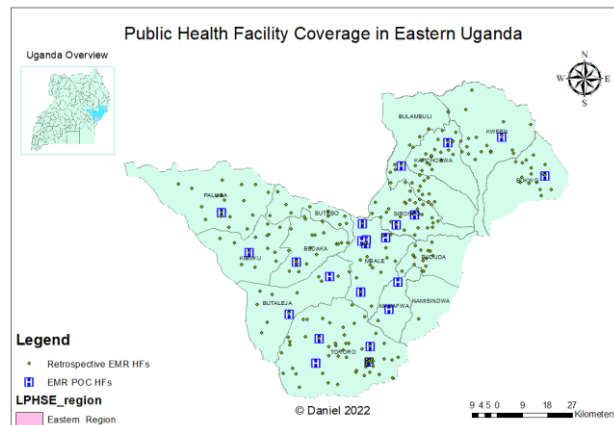 Public Health Facility Coverage in Eastern Uganda
Uganda Overview
N
W
E
S
BULAMBULI
KWEEN
KAPCHORWA
BUKWO
PALLISA
BUTEBO
SIRONKO
BUDAKA
KIBUKU
MBALE
BUDUDA
BUTALEJA
MANAFWA
NAMISINDWA
TORORO
Legend
Retrospective EMR HFs
H EMR POC HFs
LPHSE_region
Eastern Region
© Daniel 2022
9 4.5 0 9 18 27
Kilometers